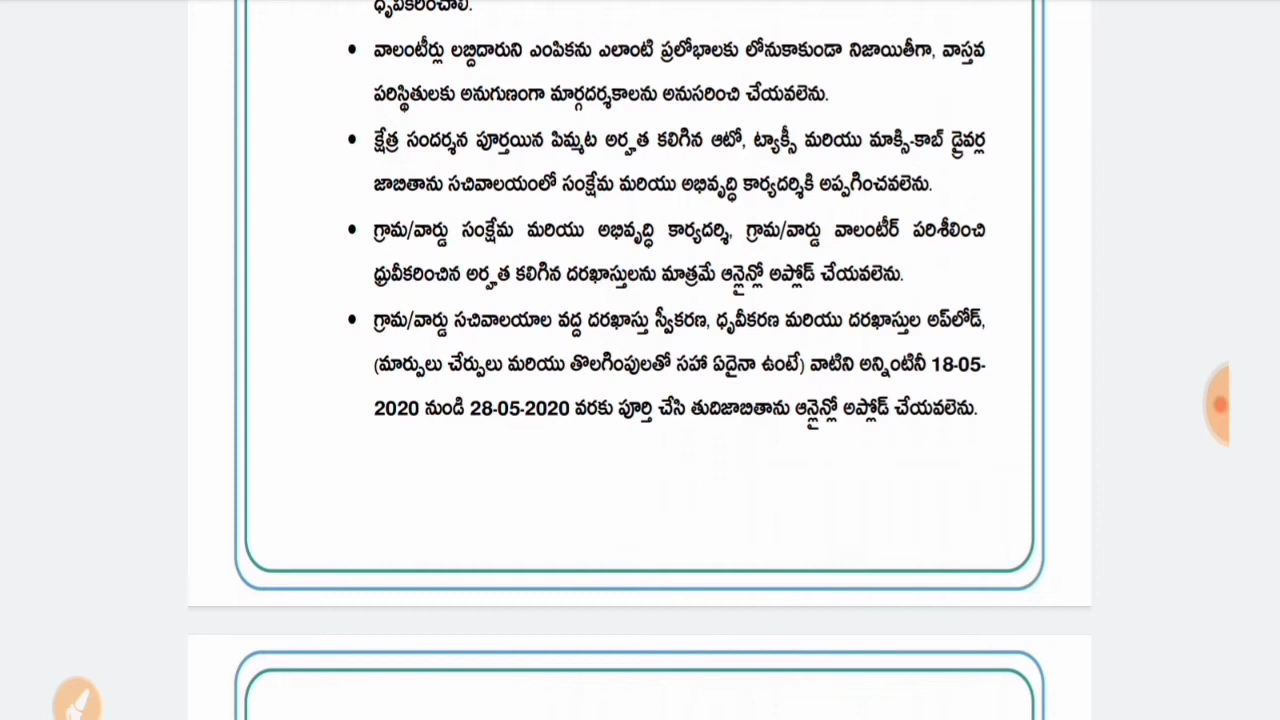 ధృవీకరించాలి.
• వాలంటీర్లు లబ్దిదారుని ఎంపికను ఎలాంటి ప్రలోభాలకు లోనుకాకుండా నిజాయితీగా, వాస్తవ
పరిస్థితులకు అనుగుణంగా మార్గదర్శకాలను అనుసరించి చేయవలెను.
• క్షేత్ర సందర్శన పూర్తయిన పిమ్మట అర్హత కలిగిన ఆటో, ట్యాక్సీ మరియు మాక్సి-కాబ్ డ్రైవర్ల
జాబితాను సచివాలయంలో సంక్షేమ మరియు అభివృద్ధి కార్యదర్శికి అప్పగించవలెను.
• గ్రామ/వార్డు సంక్షేమ మరియు అభివృద్ధి కార్యదర్శి, గ్రామ/వార్డు వాలంటీర్ పరిశీలించి
ధ్రువీకరించిన అర్హత కలిగిన దరఖాస్తులను మాత్రమే ఆన్లైన్లో అప్లోడ్ చేయవలెను.
• గ్రామ/వార్డు సచివాలయాల వద్ద దరఖాస్తు స్వీకరణ, ధృవీకరణ మరియు దరఖాస్తుల అప్‌లోడ్,
(మార్పులు చేర్పులు మరియు తొలగింపులతో సహా ఏదైనా ఉంటే) వాటిని అన్నింటినీ 18-05-
2020 నుండి 28-05-2020 వరకు పూర్తి చేసి తుదిజాబితాను ఆన్లైన్లో అప్లోడ్ చేయవలెను.